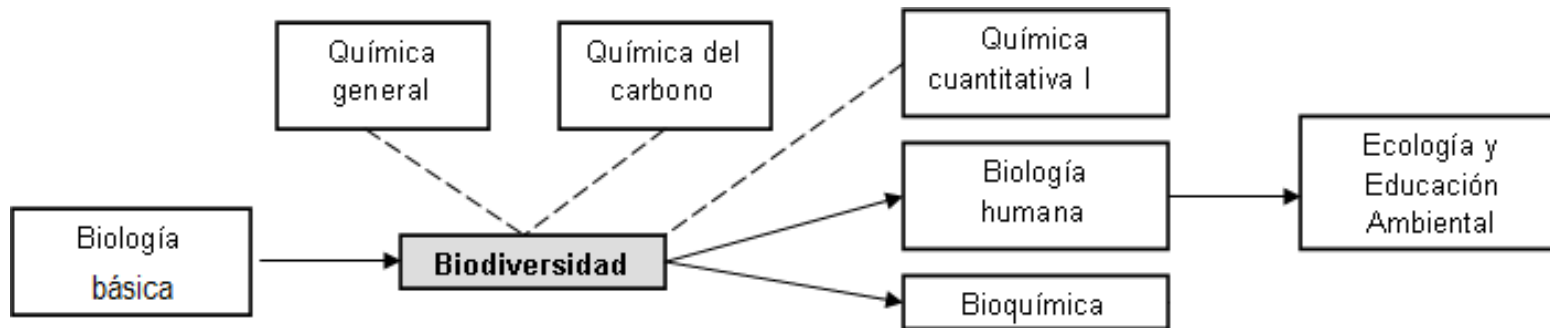 Química
general
Química del
carbono
Química
cuantitativa I
Biología
básica
Biodiversidad
Biología
humana
Bioquímica
Ecología y
Educación
Ambiental